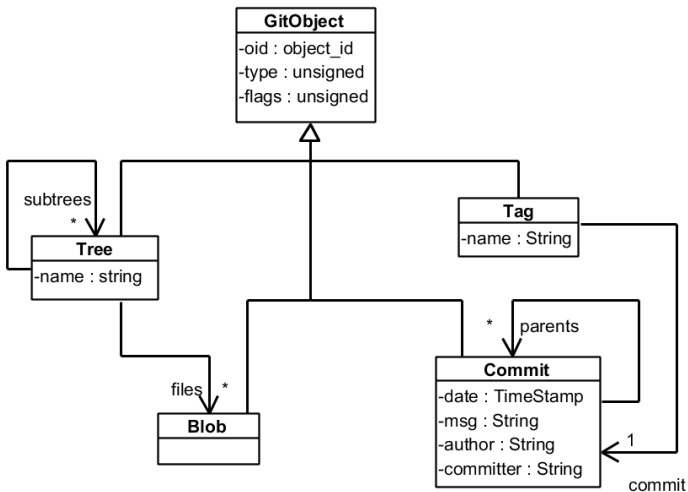 GitObject
-oid : object_id
-type : unsigned
-flags : unsigned
subtrees
*
Tree
-name : string
Tag
-name : String
files
*
Blob
*
parents
Commit
-date : TimeStamp
-msg : String
-author : String
-committer : String
1
commit